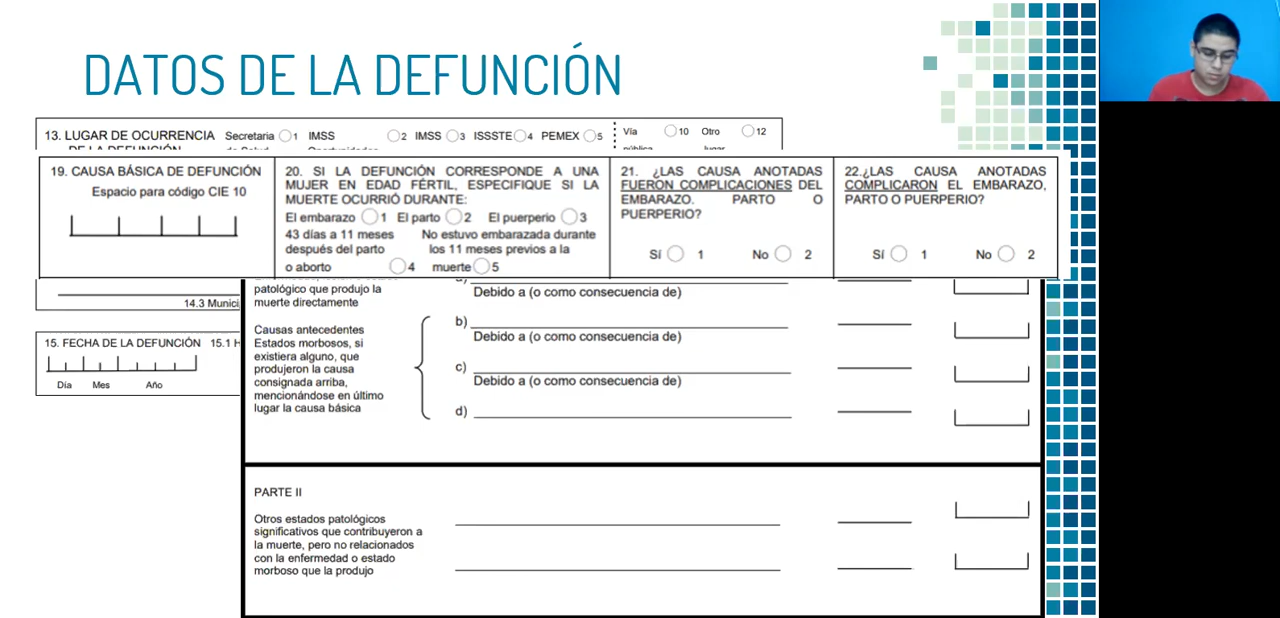 DATOS DE LA DEFUNCIÓN
13. LUGAR DE OCURRENCIA Secretaria 1 IMSS 2 IMSS 3 ISSSTE 4 PEMEX 5 Vía 10 Otro 12
DE LA DEFUNCIÓN
19. CAUSA BÁSICA DE DEFUNCIÓN
Espacio para código CIE 10
20. SI LA DEFUNCIÓN CORRESPONDE A UNA
MUJER EN EDAD FÉRTIL, ESPECIFIQUE SI LA
MUERTE OCURRIÓ DURANTE:
El embarazo 1 El parto 2 El puerperio 3
43 días a 11 meses No estuvo embarazada durante
después del parto los 11 meses previos a la
o aborto 4 muerte 5
21. ¿LAS CAUSA ANOTADAS
FUERON COMPLICACIONES DEL
EMBARAZO. PARTO O
PUERPERIO?
Sí 1 No 2
22.¿LAS CAUSA ANOTADAS
COMPLICARON EL EMBARAZO,
PARTO O PUERPERIO?
Sí 1 No 2
14.3 Munici
15. FECHA DE LA DEFUNCIÓN 15.1 H
Día Mes Año
patológico que produjo la
muerte directamente
Debido a (o como consecuencia de)
Causas antecedentes
Estados morbosos, si
existiera alguno, que
produjeron la causa
consignada arriba,
mencionándose en último
lugar la causa básica
b)
Debido a (o como consecuencia de)
c)
Debido a (o como consecuencia de)
d)
PARTE II
Otros estados patológicos
significativos que contribuyeron a
la muerte, pero no relacionados
con la enfermedad o estado
morboso que la produjo